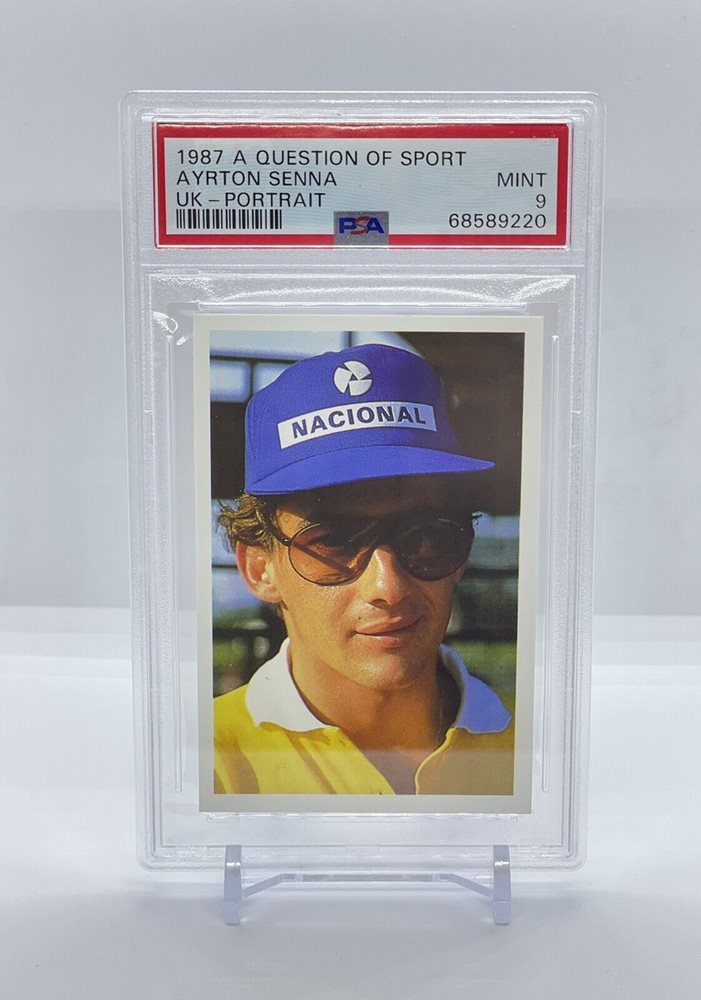 1987 A QUESTION OF SPORT
AYRTON SENNA MINT
UK - PORTRAIT 9
PSA 68589220
NACIONAL